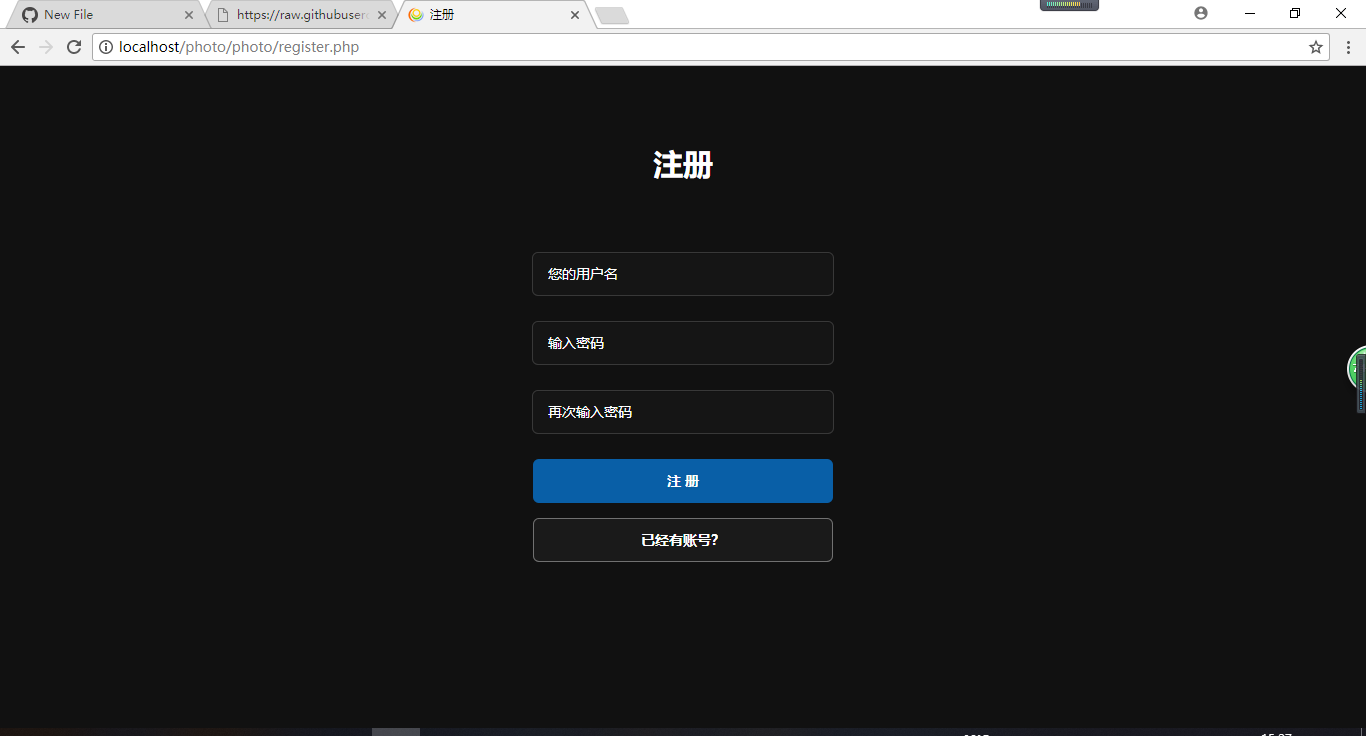 New File
https://raw.githubuser
注册
localhost/photo/photo/register.php
注册
您的用户名
输入密码
再次输入密码
注 册
已经有账号?